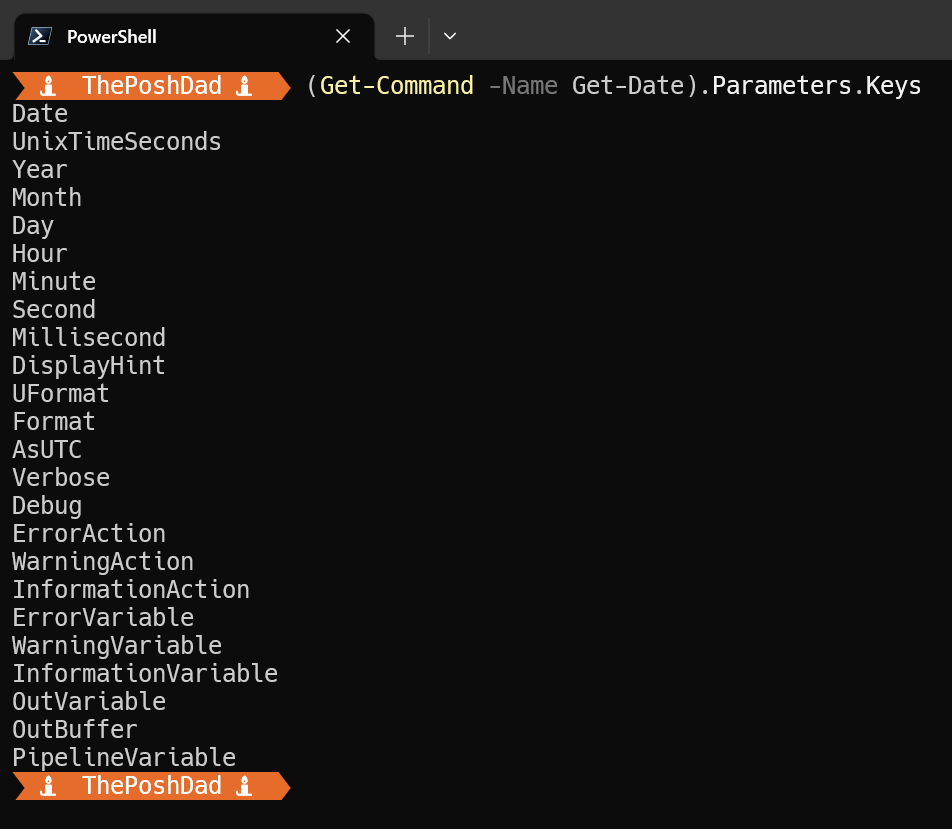 PowerShell
ThePoshDad (Get-Command -Name Get-Date).Parameters.Keys
Date
UnixTimeSeconds
Year
Month
Day
Hour
Minute
Second
Millisecond
DisplayHint
UFormat
Format
AsUTC
Verbose
Debug
ErrorAction
WarningAction
InformationAction
ErrorVariable
WarningVariable
InformationVariable
OutVariable
OutBuffer
PipelineVariable
ThePoshDad